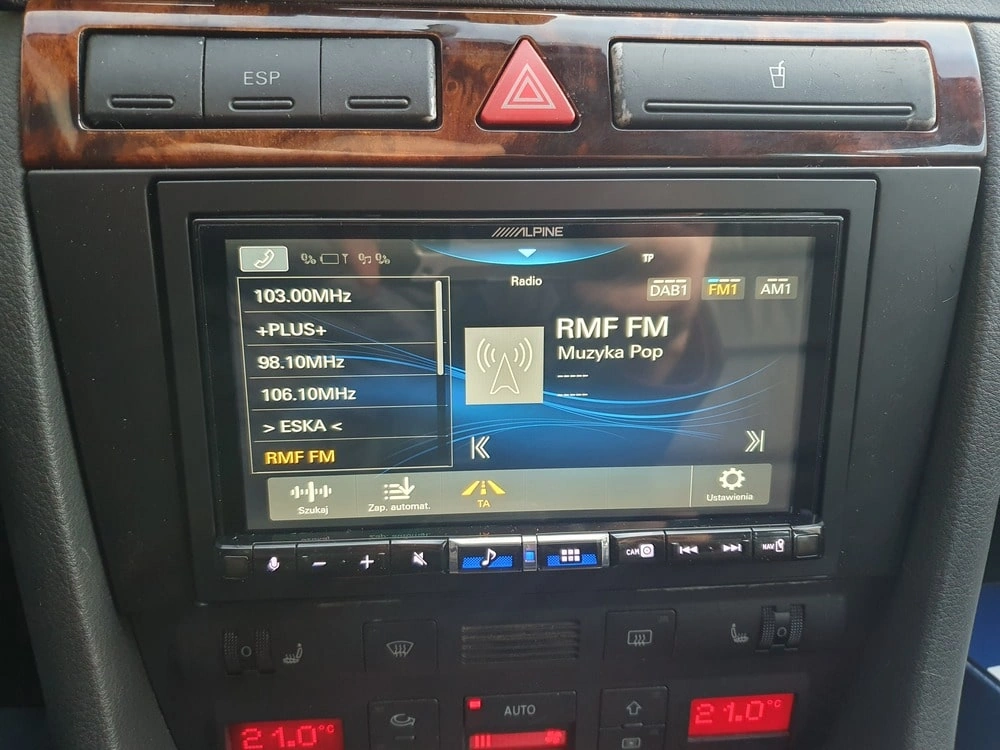 ESP
ALPINE
TP
Radio
DAB1 FM1 AM1
103.00MHz
+PLUS+
98.10MHz
106.10MHz
> ESKA <
RMF FM
RMF FM
Muzyka Pop
-----
-----
Szukaj
Zap. automat.
TA
Ustawienia
CAM
NAV
AUTO
21.0°C
21.0°C